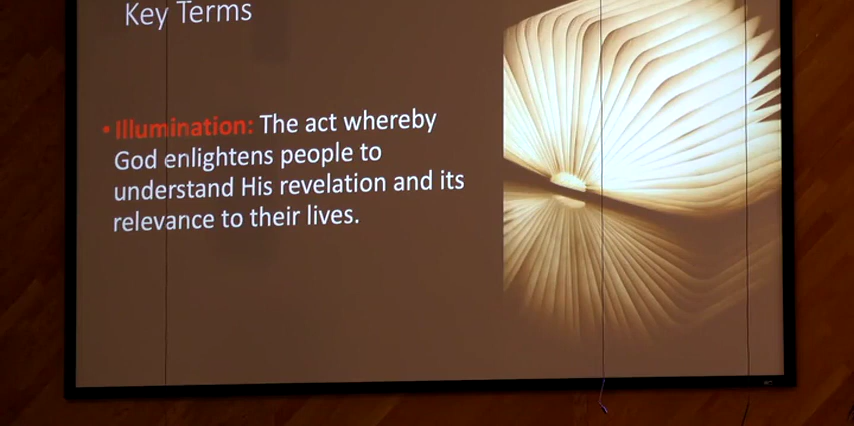 Key Terms
• Illumination: The act whereby
God enlightens people to
understand His revelation and its
relevance to their lives.